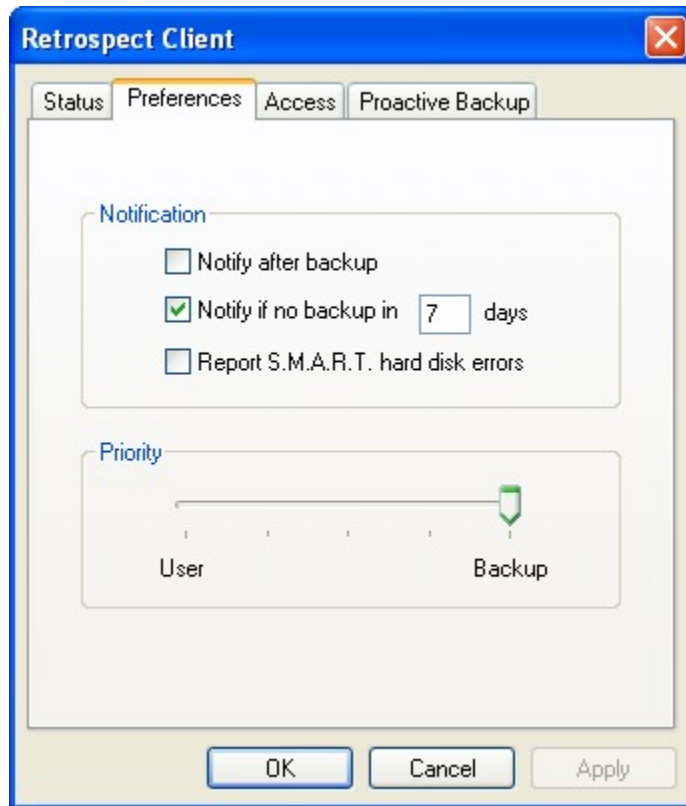 Retrospect Client
Status Preferences Access Proactive Backup
Notification
Notify after backup
Notify if no backup in 7 days
Report S.M.A.R.T. hard disk errors
Priority
User Backup
OK Cancel Apply